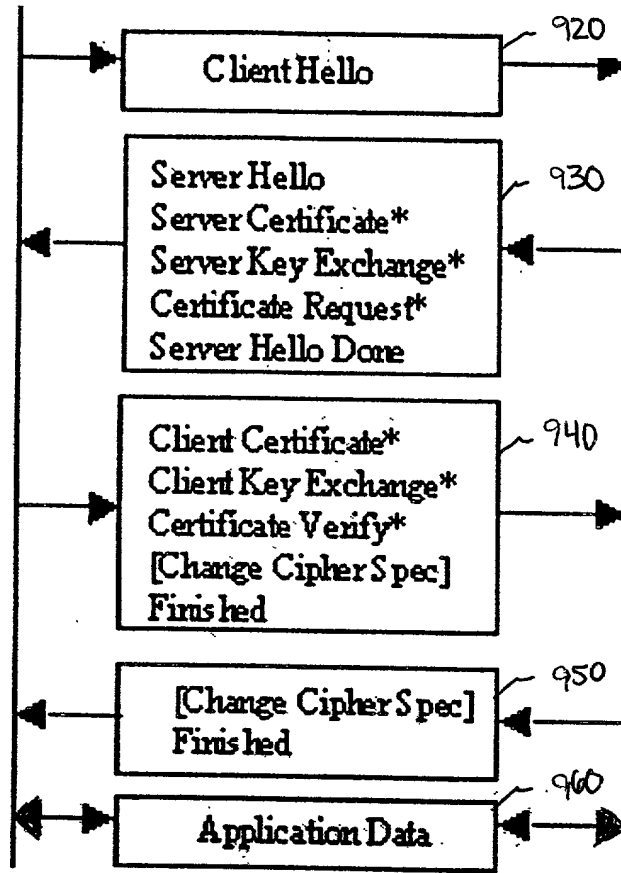 920
Client Hello
930
Server Hello
Server Certificate*
Server Key Exchange*
Certificate Request*
Server Hello Done
940
Client Certificate*
Client Key Exchange*
Certificate Verify*
[Change Cipher Spec]
Finished
950
[Change Cipher Spec]
Finished
960
Application Data